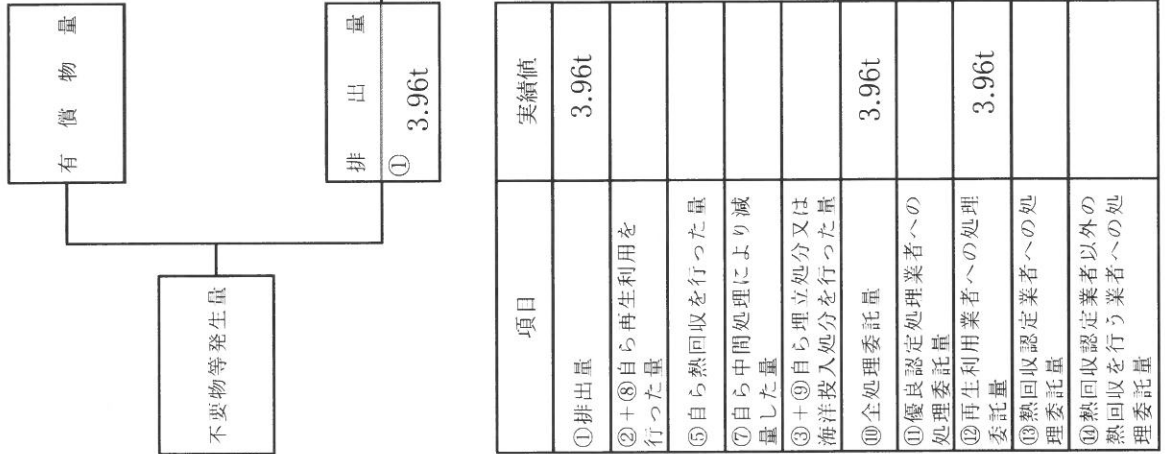 有償物量
不要物等発生量
排出量
①
3.96t
項目
実績値
①排出量
3.96t
②+⑧自ら再生利用を
行った量
⑤自ら熱回収を行った量
⑦自ら中間処理により減
量した量
③+⑨自ら埋立処分又は
海洋投入処分を行った量
⑩全処理委託量
3.96t
⑪優良認定処理業者への
処理委託量
⑫再生利用業者への処理
委託量
3.96t
⑬熱回収認定業者への処
理委託量
⑭熱回収認定業者以外の
熱回収を行う業者への処
理委託量